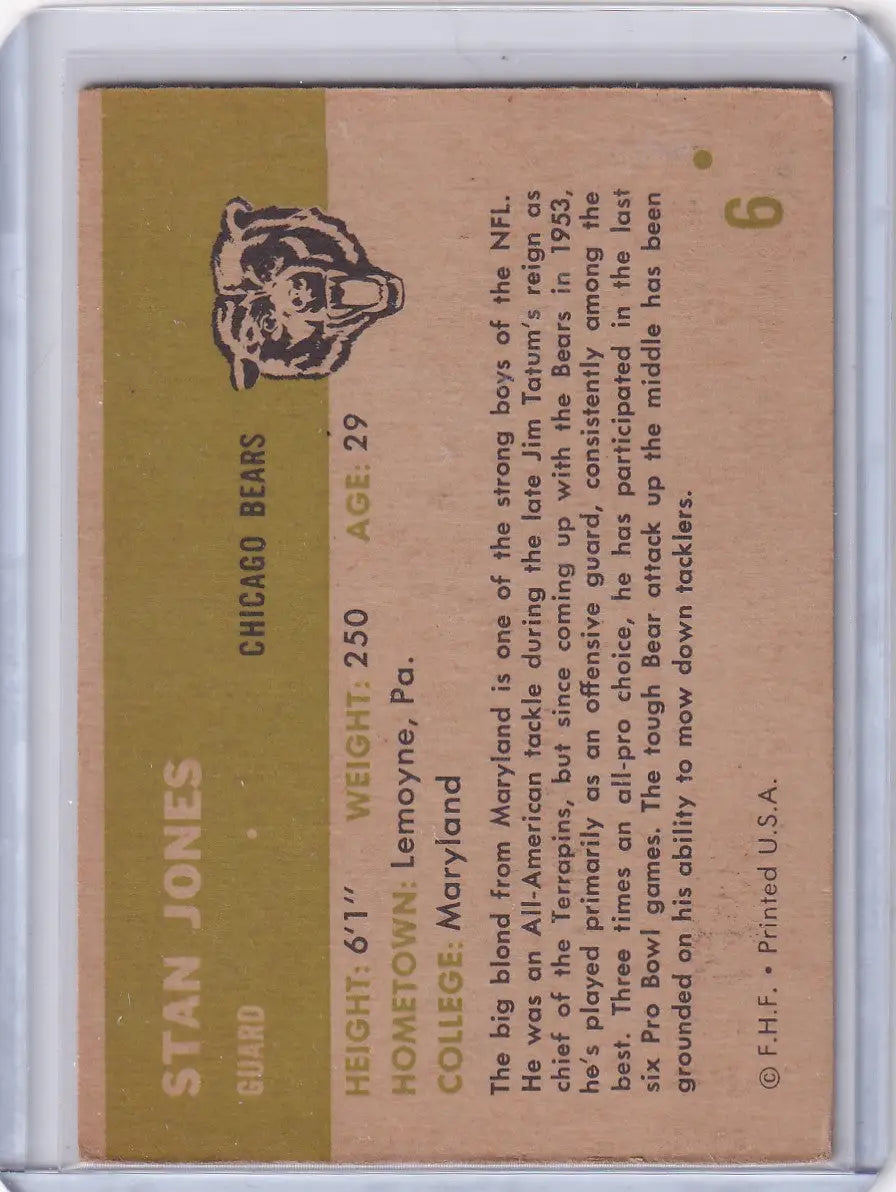 STAN JONES
GUARD CHICAGO BEARS
HEIGHT: 6'1" WEIGHT: 250 AGE: 29
HOMETOWN: Lemoyne, Pa.
COLLEGE: Maryland
The big blond from Maryland is one of the strong boys of the NFL.
He was an All-American tackle during the late Jim Tatum's reign as
chief of the Terrapins, but since coming up with the Bears in 1953,
he's played primarily as an offensive guard, consistently among the
best. Three times an all-pro choice, he has participated in the last
six Pro Bowl games. The tough Bear attack up the middle has been
grounded on his ability to mow down tacklers.
© F.H.F. • Printed U.S.A. 6